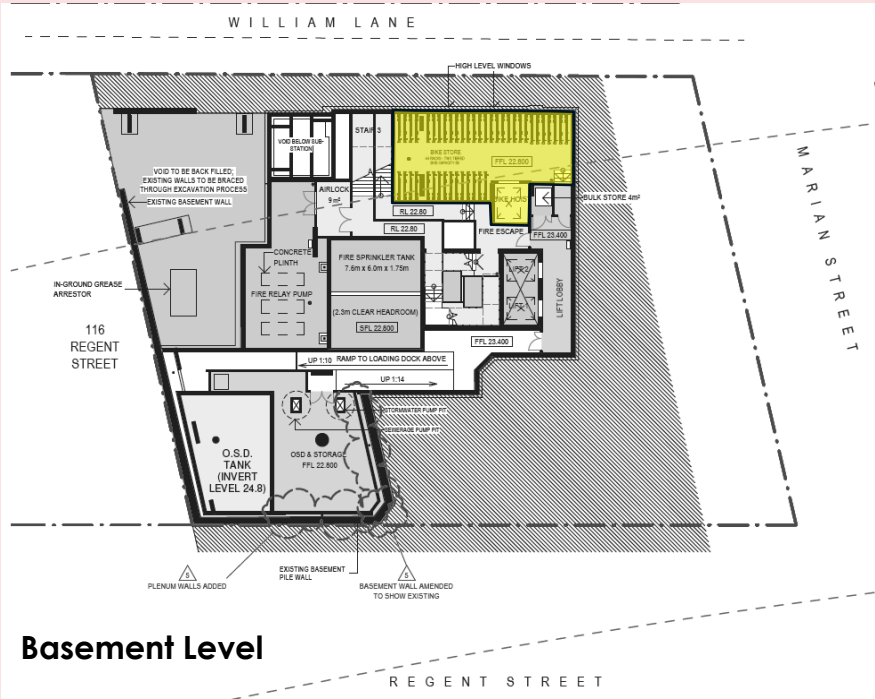 WILLIAM LANE
HIGH LEVEL WINDOWS
STAIR 3
VOID BELOW SUB-
STATION
BIKE STORE
FFL 22.800
VOID TO BE BACK FILLED;
EXISTING WALLS TO BE BRACED
THROUGH EXCAVATION PROCESS
EXISTING BASEMENT WALL
AIRLOCK
9 m²
BIKE HOIST
BULK STORE 4m²
RL 22.80
RL 22.80
FIRE ESCAPE
FFL 23.400
MARIAN STREET
CONCRETE
PLINTH
FIRE SPRINKLER TANK
7.6m x 6.0m x 1.75m
LIFT 2
LIFT 1
LIFT LOBBY
IN-GROUND GREASE
ARRESTOR
FIRE RELAY PUMP
(2.3m CLEAR HEADROOM)
SFL 22.800
116
REGENT
STREET
FFL 23.400
UP 1:10 RAMP TO LOADING DOCK ABOVE
UP 1:14
STORMWATER PUMP PIT
SEWERAGE PUMP PIT
O.S.D.
TANK
(INVERT
LEVEL 24.8)
OSD & STORAGE
FFL 22.800
5
PLENUM WALLS ADDED
EXISTING BASEMENT
PILE WALL
5
BASEMENT WALL AMENDED
TO SHOW EXISTING
Basement Level
REGENT STREET